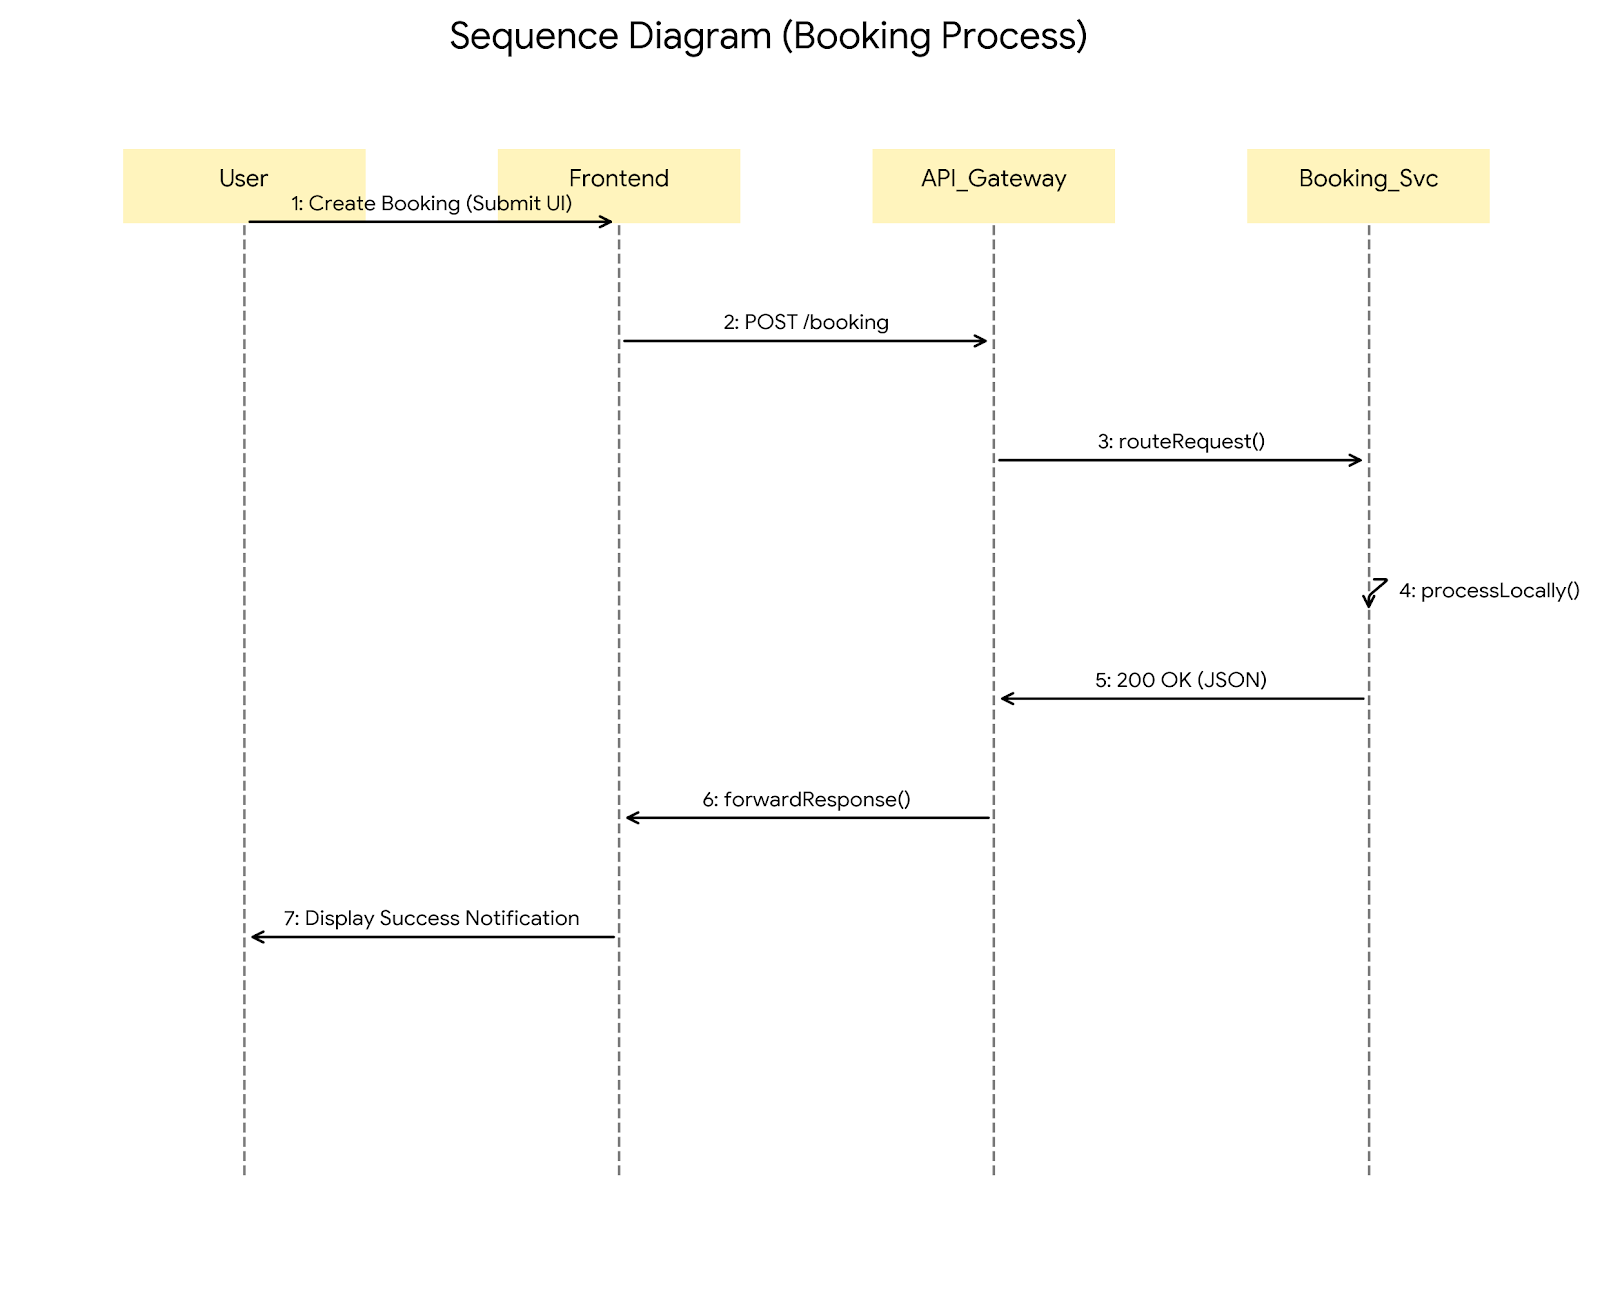 Sequence Diagram (Booking Process)
User
Frontend
API_Gateway
Booking_Svc
1: Create Booking (Submit UI)
2: POST /booking
3: routeRequest()
4: processLocally()
5: 200 OK (JSON)
6: forwardResponse()
7: Display Success Notification